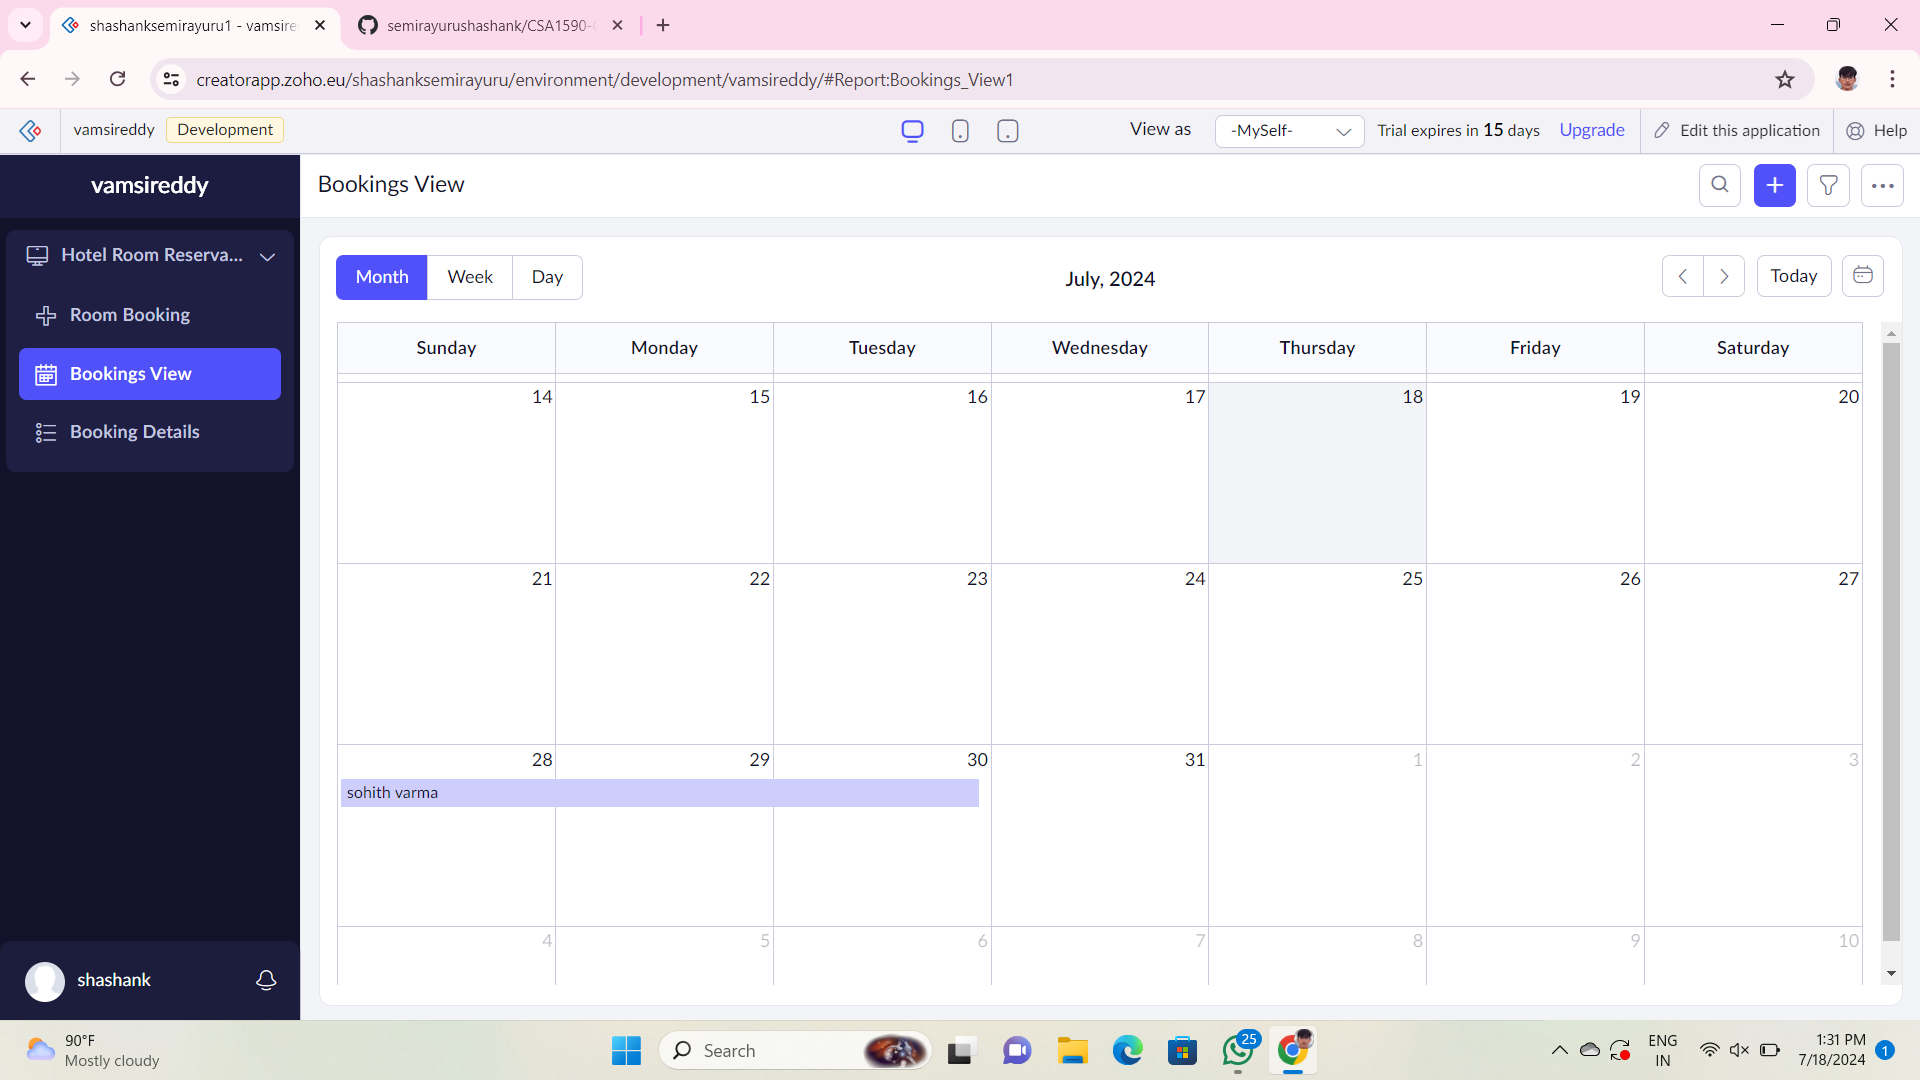 shashanksemirayuru1 - vamsire
semirayurushashank/CSA1590-
creatorapp.zoho.eu/shashanksemirayuru/environment/development/vamsireddy/#Report:Bookings_View1
vamsireddy Development View as -MySelf- Trial expires in 15 days Upgrade Edit this application Help
vamsireddy
Bookings View
Hotel Room Reserva...
Room Booking
Bookings View
Booking Details
Month Week Day July, 2024 Today
Sunday Monday Tuesday Wednesday Thursday Friday Saturday
14 15 16 17 18 19 20
21 22 23 24 25 26 27
28 29 30 31 1 2 3
sohith varma
4 5 6 7 8 9 10
shashank
90°F
Mostly cloudy
Search
25
ENG
IN
1:31 PM
7/18/2024
1